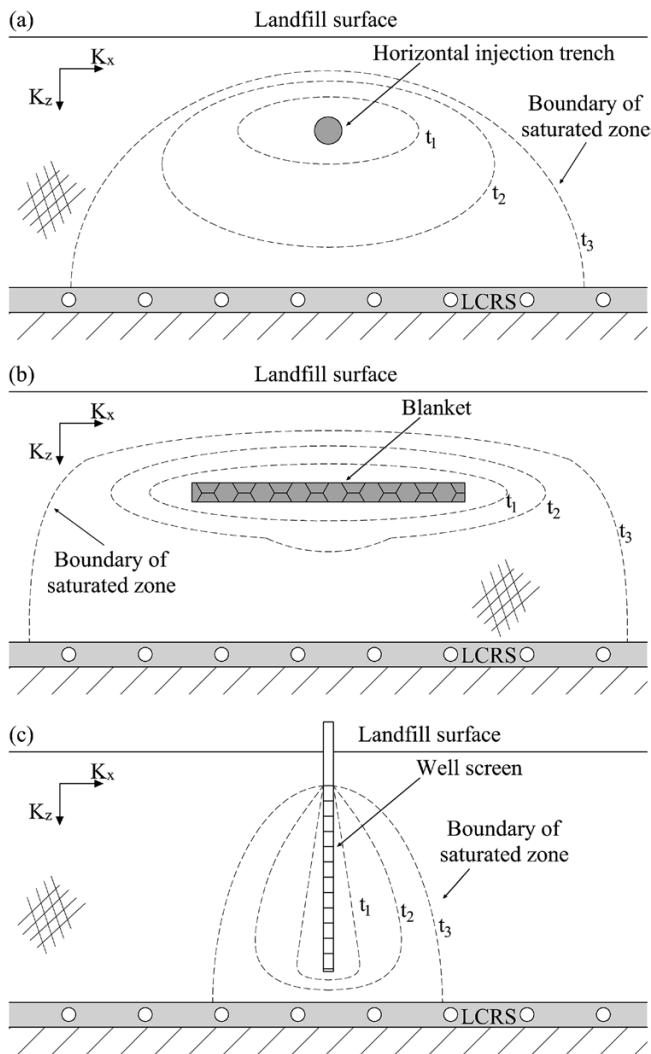 (a)
Landfill surface
Kx
Horizontal injection trench
Kz
Boundary of
saturated zone
t1
t2
t3
LCRS
(b)
Landfill surface
Kx
Blanket
Kz
t1
t2
t3
Boundary of
saturated zone
LCRS
(c)
Landfill surface
Kx
Well screen
Kz
Boundary of
saturated zone
t1
t2
t3
LCRS